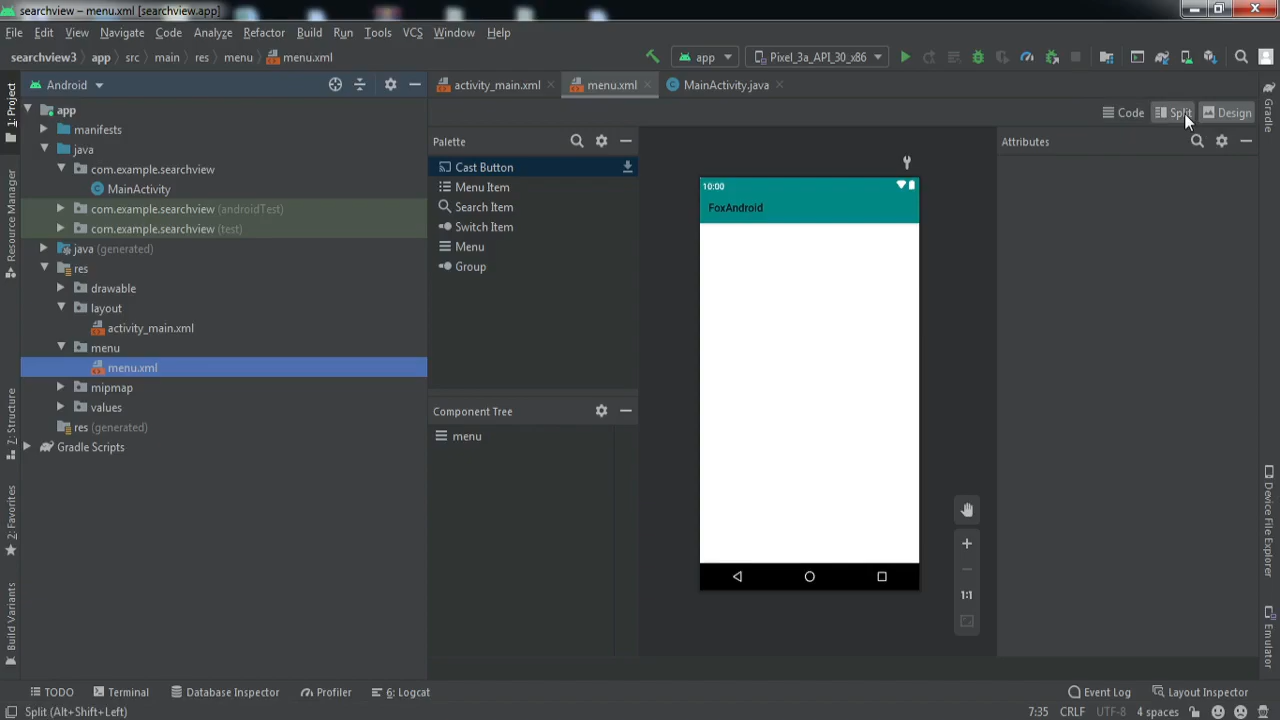 searchview – menu.xml [searchview.app]
File Edit View Navigate Code Analyze Refactor Build Run Tools VCS Window Help
searchview3 app src main res menu menu.xml app Pixel_3a_API_30_x86
Android activity_main.xml menu.xml MainActivity.java
Code Split Design
1: Project
Resource Manager
Z: Structure
2: Favorites
Build Variants
app
manifests
java
com.example.searchview
MainActivity
com.example.searchview (androidTest)
com.example.searchview (test)
java (generated)
res
drawable
layout
activity_main.xml
menu
menu.xml
mipmap
values
res (generated)
Gradle Scripts
Palette
Cast Button
Menu Item
Search Item
Switch Item
Menu
Group
Component Tree
menu
10:00
FoxAndroid
1:1
Attributes
Gradle
Device File Explorer
Emulator
TODO Terminal Database Inspector Profiler 6: Logcat Event Log Layout Inspector
Split (Alt+Shift+Left) 7:35 CRLF UTF-8 4 spaces